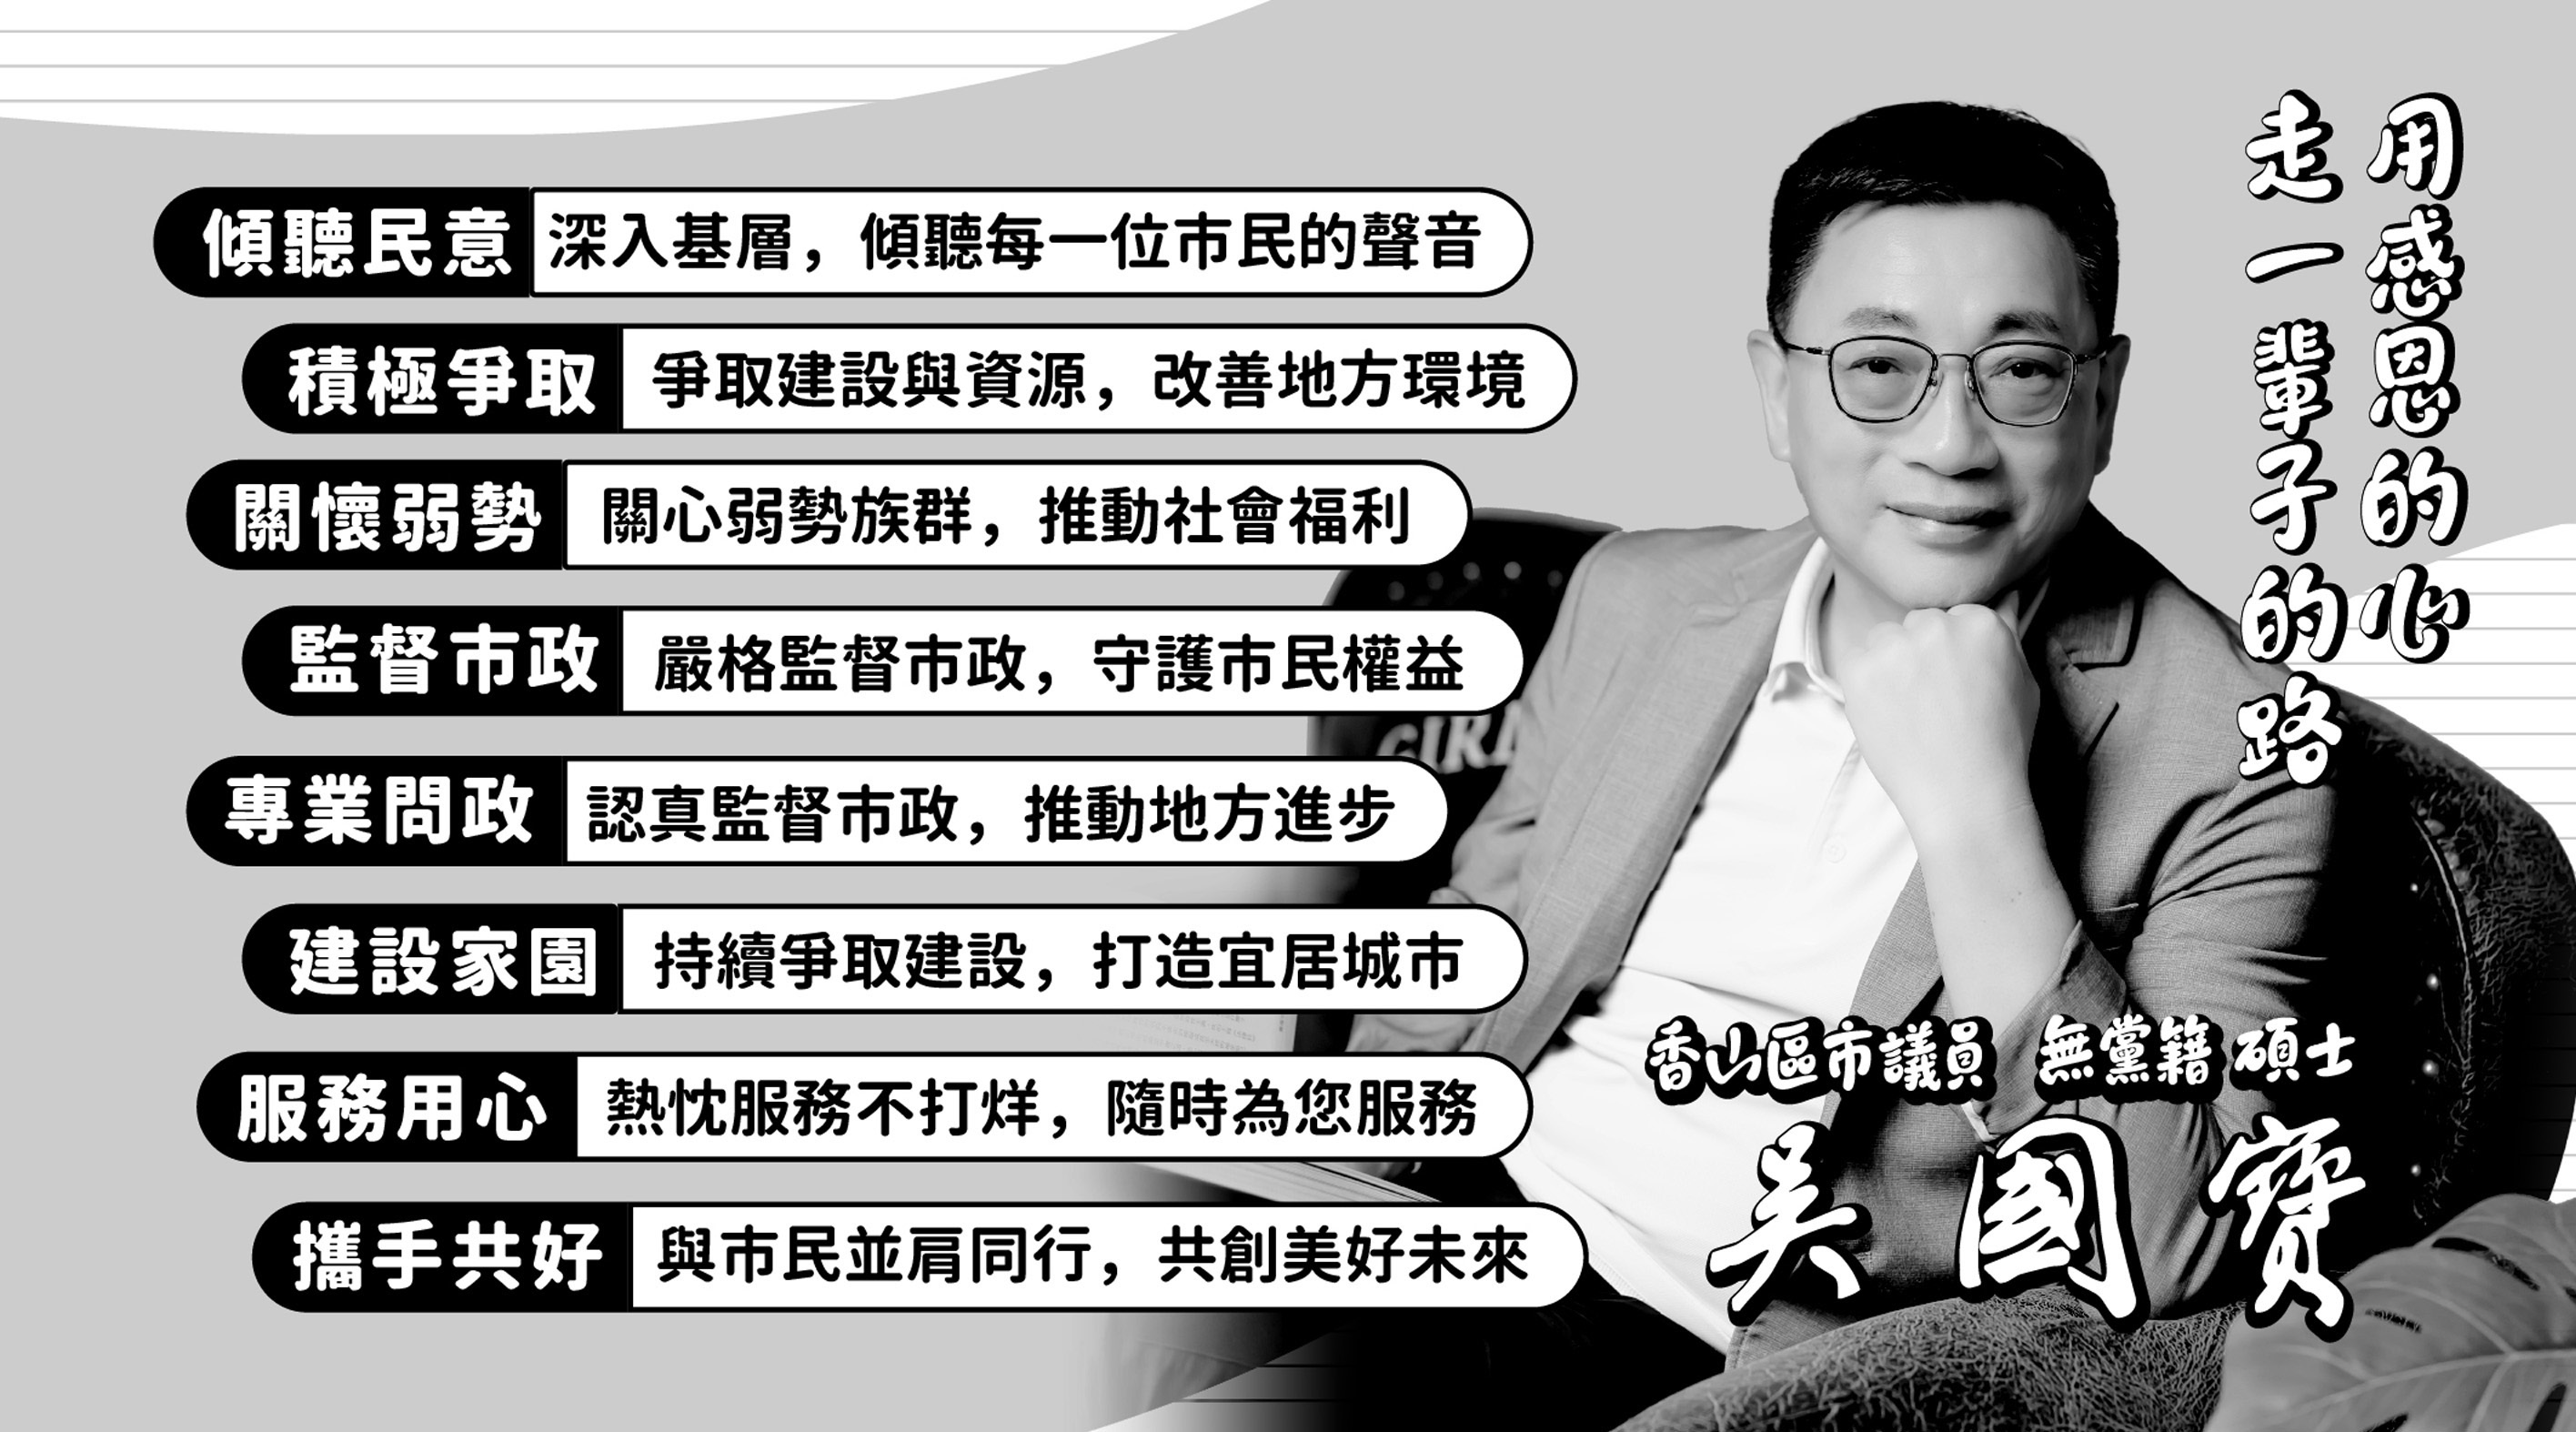 傾聽民意 深入基層，傾聽每一位市民的聲音
積極爭取 爭取建設與資源，改善地方環境
關懷弱勢 關心弱勢族群，推動社會福利
監督市政 嚴格監督市政，守護市民權益
專業問政 認真監督市政，推動地方進步
建設家園 持續爭取建設，打造宜居城市
服務用心 熱忱服務不打烊，隨時為您服務
攜手共好 與市民並肩同行，共創美好未來
用感恩的心
走一輩子的路
香山區市議員 無黨籍 碩士
吳國寶